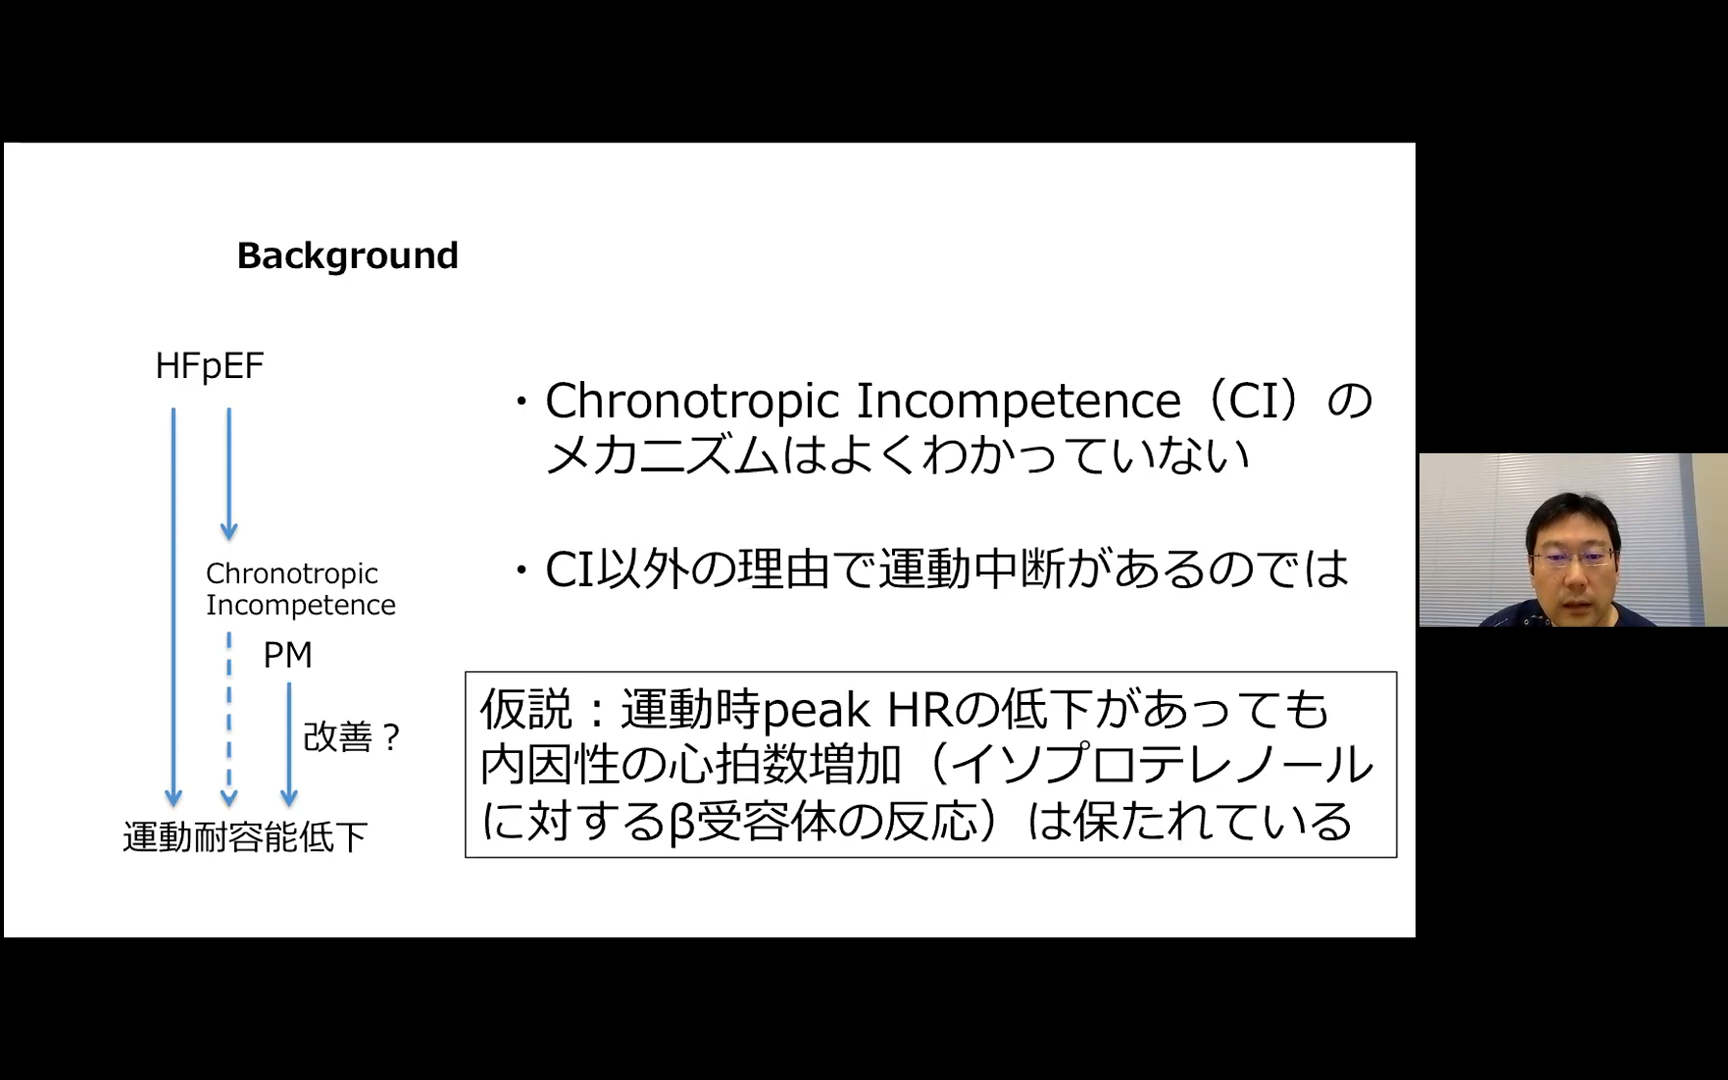 Background
HFpEF
Chronotropic
Incompetence
PM
改善？
運動耐容能低下
・Chronotropic Incompetence（CI）の
メカニズムはよくわかっていない
・CI以外の理由で運動中断があるのでは
仮説：運動時peak HRの低下があっても
内因性の心拍数増加（イソプロテレノール
に対するβ受容体の反応）は保たれている